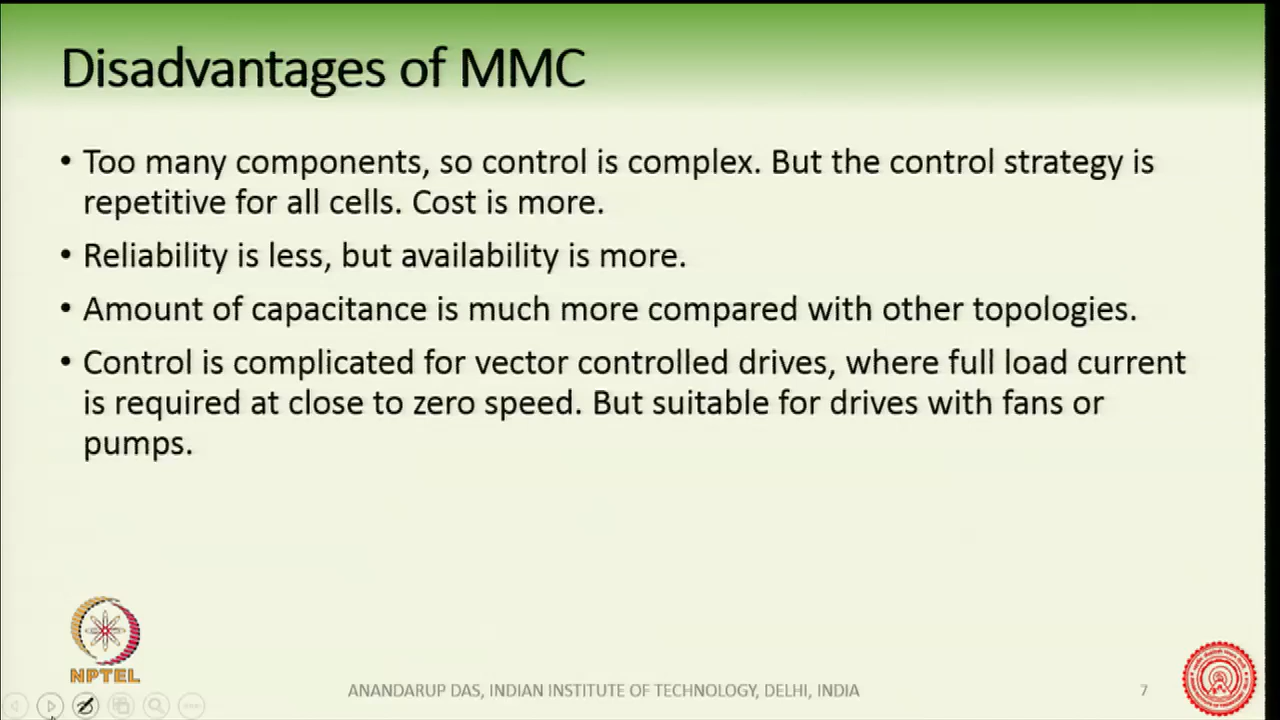 Disadvantages of MMC
• Too many components, so control is complex. But the control strategy is
repetitive for all cells. Cost is more.
• Reliability is less, but availability is more.
• Amount of capacitance is much more compared with other topologies.
• Control is complicated for vector controlled drives, where full load current
is required at close to zero speed. But suitable for drives with fans or
pumps.
NPTEL
ANANDARUP DAS, INDIAN INSTITUTE OF TECHNOLOGY, DELHI, INDIA
7